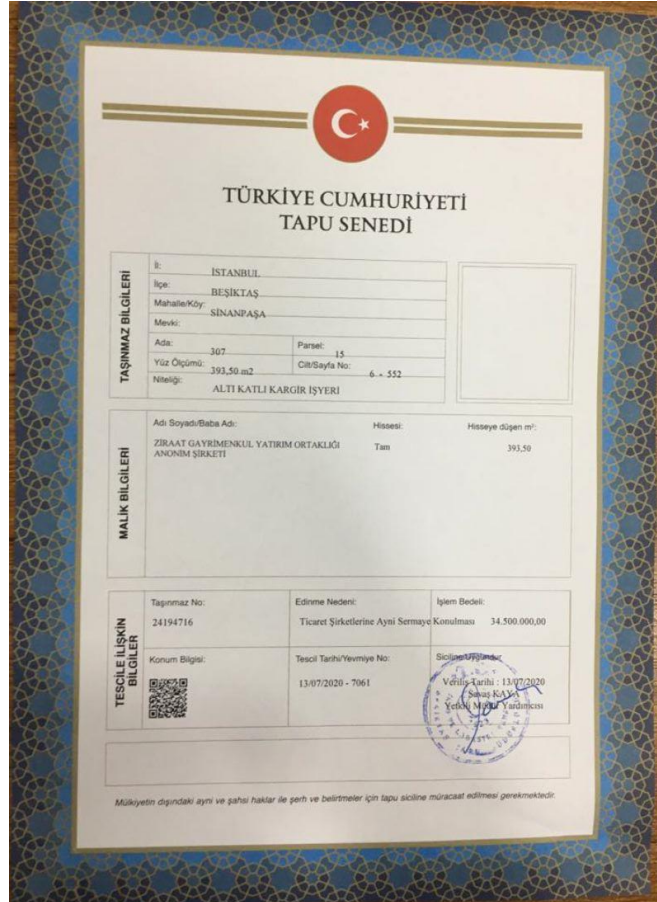 TÜRKİYE CUMHURİYETİ
TAPU SENEDİ
TAŞINMAZ BİLGİLERİ
İl: İSTANBUL
İlçe: BEŞİKTAŞ
Mahalle/Köy: SİNANPAŞA
Mevki:
Ada: 307 Parsel: 15
Yüz Ölçümü: 393,50 m2 Cilt/Sayfa No: 6 - 552
Niteliği: ALTI KATLI KARGİR İŞYERİ
MALİK BİLGİLERİ
Adı Soyadı/Baba Adı: Hissesi: Hisseye düşen m²:
ZİRAAT GAYRİMENKUL YATIRIM ORTAKLIĞI Tam 393,50
ANONİM ŞİRKETİ
TESCİLE İLİŞKİN
BİLGİLER
Taşınmaz No: Edinme Nedeni: İşlem Bedeli:
24194716 Ticaret Şirketlerine Ayni Sermaye Konulması 34.500.000,00
Konum Bilgisi: Tescil Tarihi/Yevmiye No: Siciline Uygundur
13/07/2020 - 7061 Veriliş Tarihi : 13/07/2020
Savaş KAYA
Yetkili Müdür Yardımcısı
Mülkiyetin dışındaki ayni ve şahsi haklar ile şerh ve belirtmeler için tapu siciline müracaat edilmesi gerekmektedir.